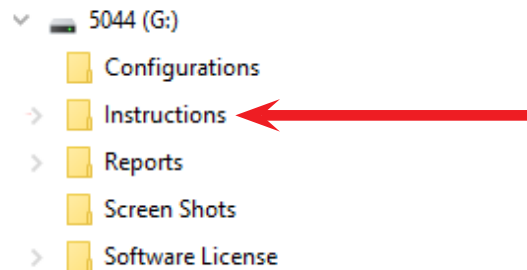 5044 (G:)
Configurations
Instructions
Reports
Screen Shots
Software License